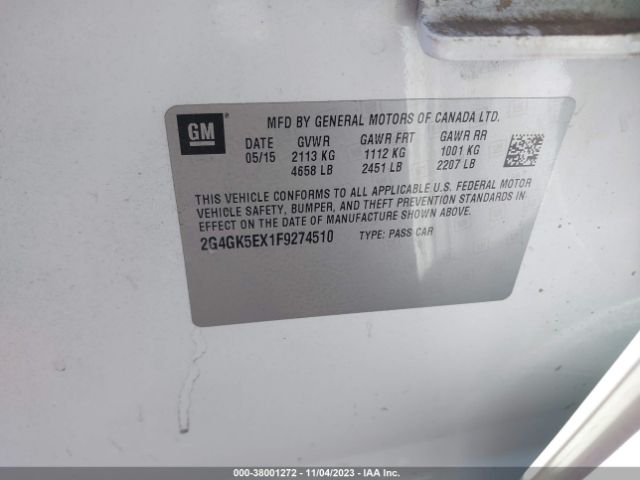 GM
MFD BY GENERAL MOTORS OF CANADA LTD.
DATE GVWR GAWR FRT GAWR RR
05/15 2113 KG 1112 KG 1001 KG
4658 LB 2451 LB 2207 LB
THIS VEHICLE CONFORMS TO ALL APPLICABLE U.S. FEDERAL MOTOR
VEHICLE SAFETY, BUMPER, AND THEFT PREVENTION STANDARDS IN
EFFECT ON THE DATE OF MANUFACTURE SHOWN ABOVE.
2G4GK5EX1F9274510 TYPE: PASS CAR
000-38001272 - 11/04/2023 - IAA Inc.